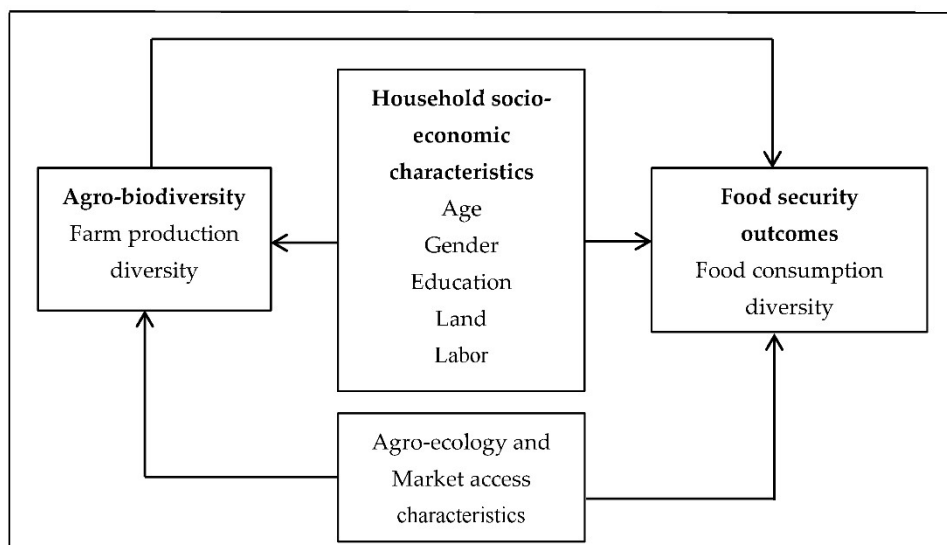 Household socio-
economic
characteristics
Age
Gender
Education
Land
Labor
Agro-biodiversity
Farm production
diversity
Food security
outcomes
Food consumption
diversity
Agro-ecology and
Market access
characteristics